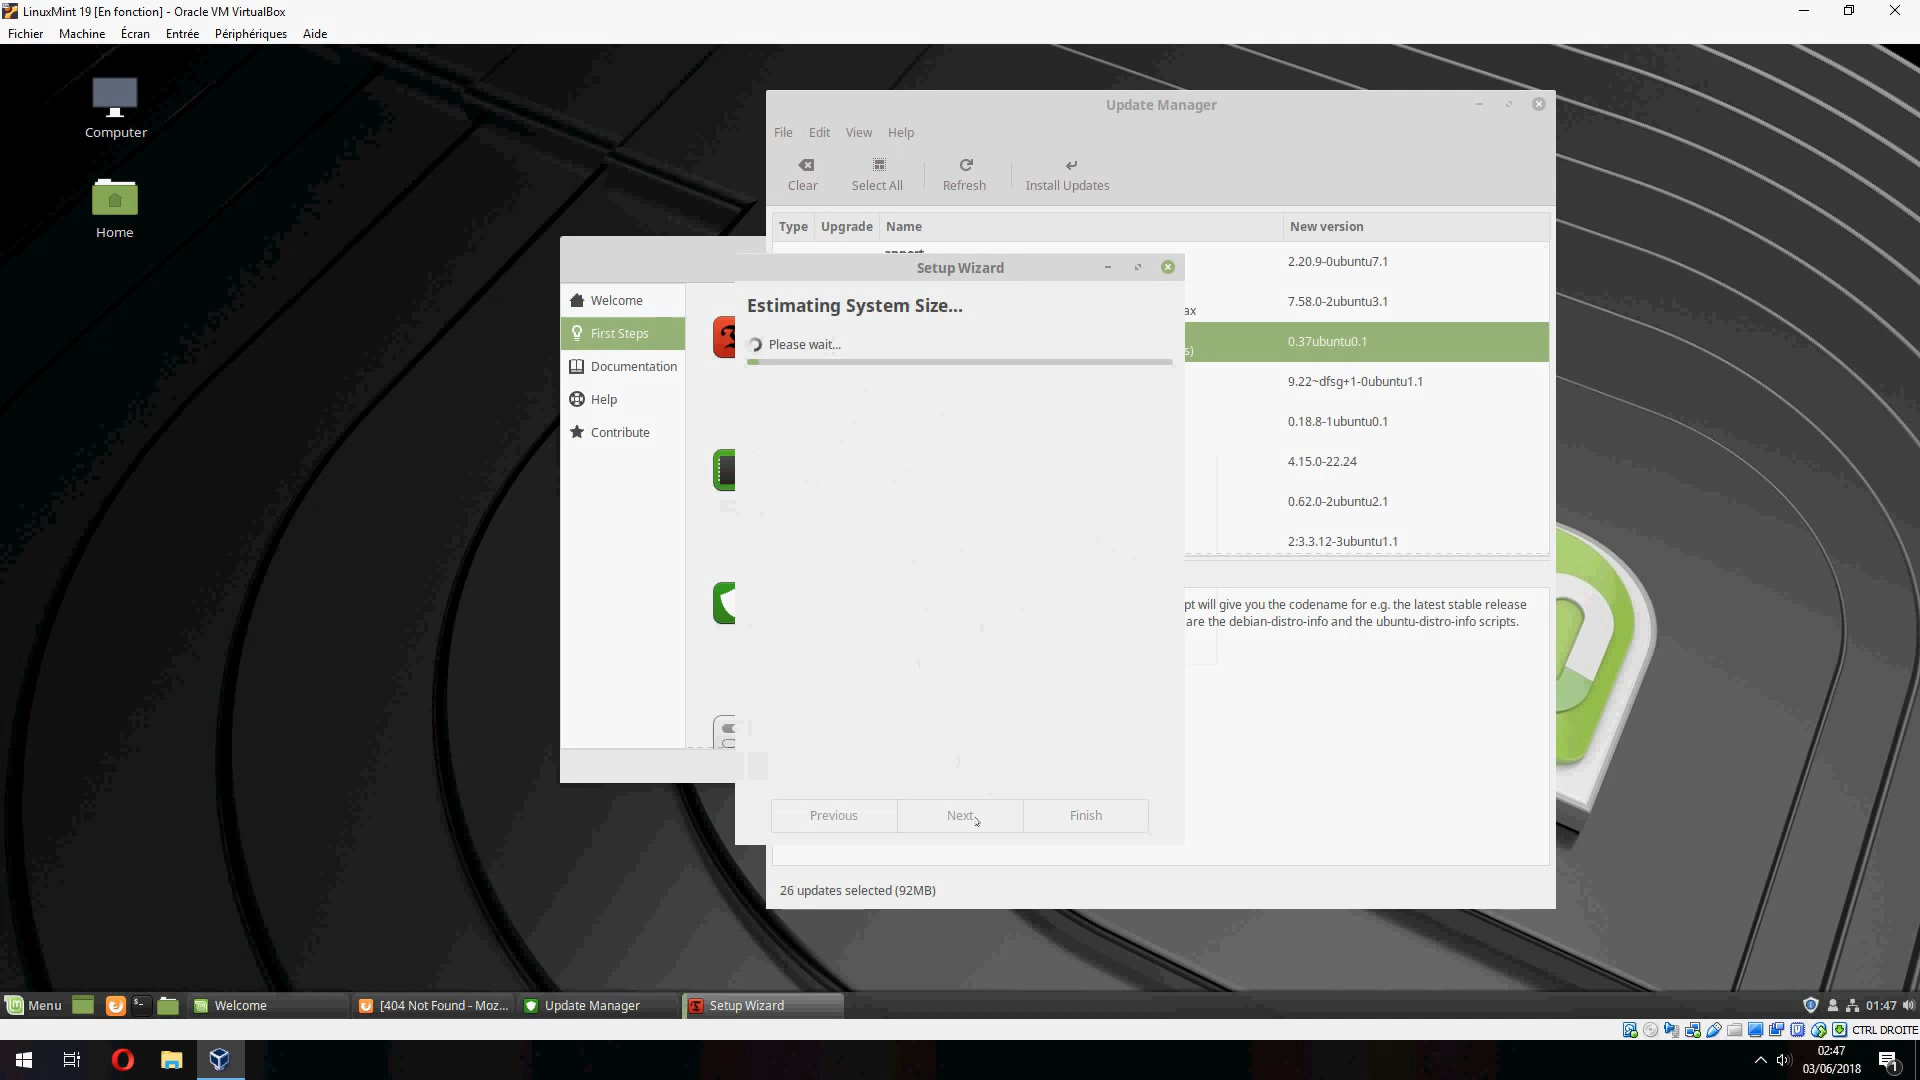 LinuxMint 19 [En fonction] - Oracle VM VirtualBox
Fichier Machine Écran Entrée Périphériques Aide
Computer
Home
Update Manager
File Edit View Help
Clear Select All Refresh Install Updates
Type Upgrade Name New version
2.20.9-0ubuntu7.1
7.58.0-2ubuntu3.1
0.37ubuntu0.1
9.22~dfsg+1-0ubuntu1.1
0.18.8-1ubuntu0.1
4.15.0-22.24
0.62.0-2ubuntu2.1
2:3.3.12-3ubuntu1.1
pt will give you the codename for e.g. the latest stable release
are the debian-distro-info and the ubuntu-distro-info scripts.
26 updates selected (92MB)
Welcome
First Steps
Documentation
Help
Contribute
Setup Wizard
Estimating System Size...
Please wait...
Previous Next Finish
Menu Welcome [404 Not Found - Moz... Update Manager Setup Wizard 01:47
CTRL DROITE
02:47
03/06/2018
1